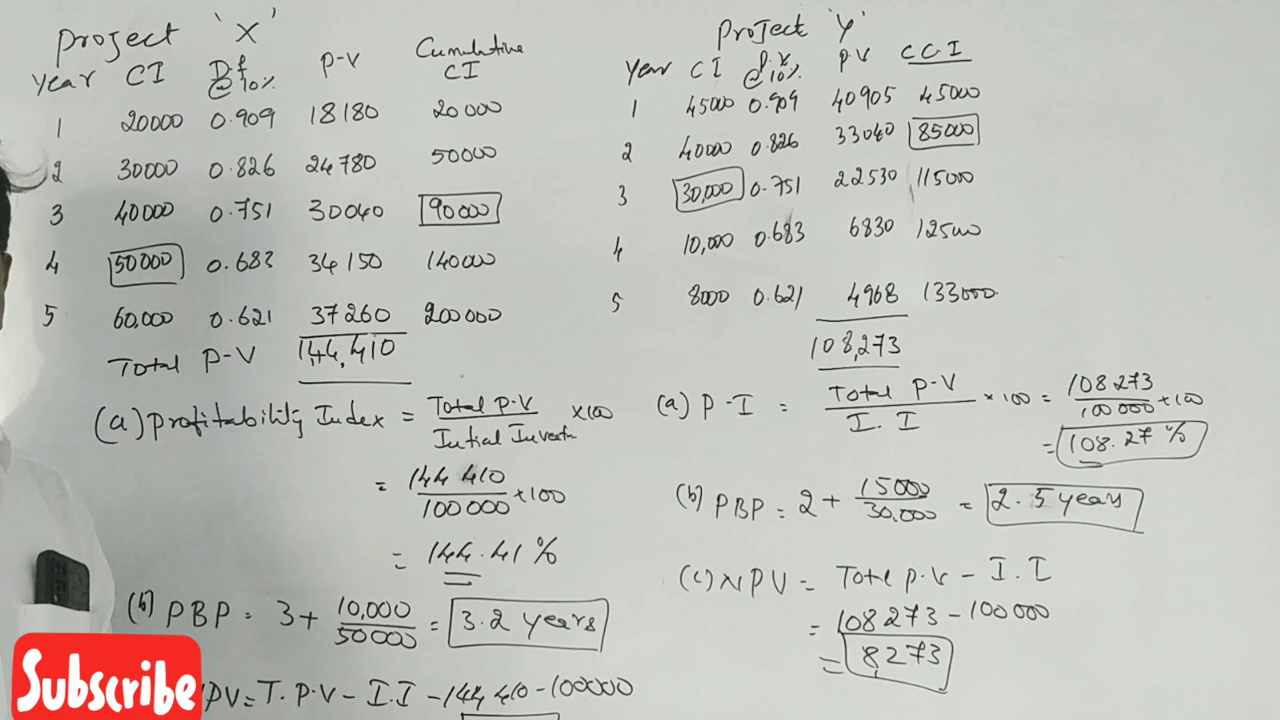 Project 'X'
Year CI D.f @10% P-V Cumulative CI
1 20000 0.909 18180 20000
2 30000 0.826 24780 50000
3 40000 0.751 30040 90000
4 50000 0.683 34150 140000
5 60,000 0.621 37260 200000
Total P-V 144,410
(a) Profitability Index = Total P.V / Initial Investn ×100
= 144410 / 100000 ×100
= 144.41 %
(b) PBP = 3 + 10,000 / 50000 = 3.2 years
PV = T.P.V - I.I - 144410 - 100000
Project 'Y'
Year CI D.F @10% P.V C C I
1 45000 0.909 40905 45000
2 40000 0.826 33040 85000
3 30,000 0.751 22530 115000
4 10,000 0.683 6830 125000
5 8000 0.621 4968 133000
108,273
(a) P-I = Total P-V / I.I × 100 = 108273 / 100000 × 100
= 108.27 %
(b) PBP = 2 + 15000 / 30,000 = 2.5 years
(c) NPV = Total P.V - I.I
= 108273 - 100000
= 8273
Subscribe